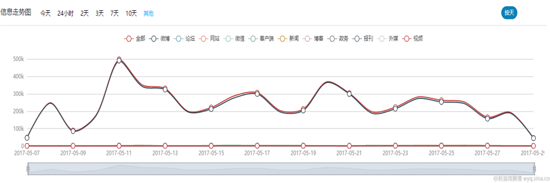 信息走势图 今天 24小时 2天 3天 7天 10天 其他 按天
全部 微博 论坛 网站 微信 客户端 新闻 博客 政务 报刊 外媒 视频
500k
400k
300k
200k
100k
0
2017-05-07 2017-05-09 2017-05-11 2017-05-13 2017-05-15 2017-05-17 2017-05-19 2017-05-21 2017-05-23 2017-05-25 2017-05-27 2017-05-29